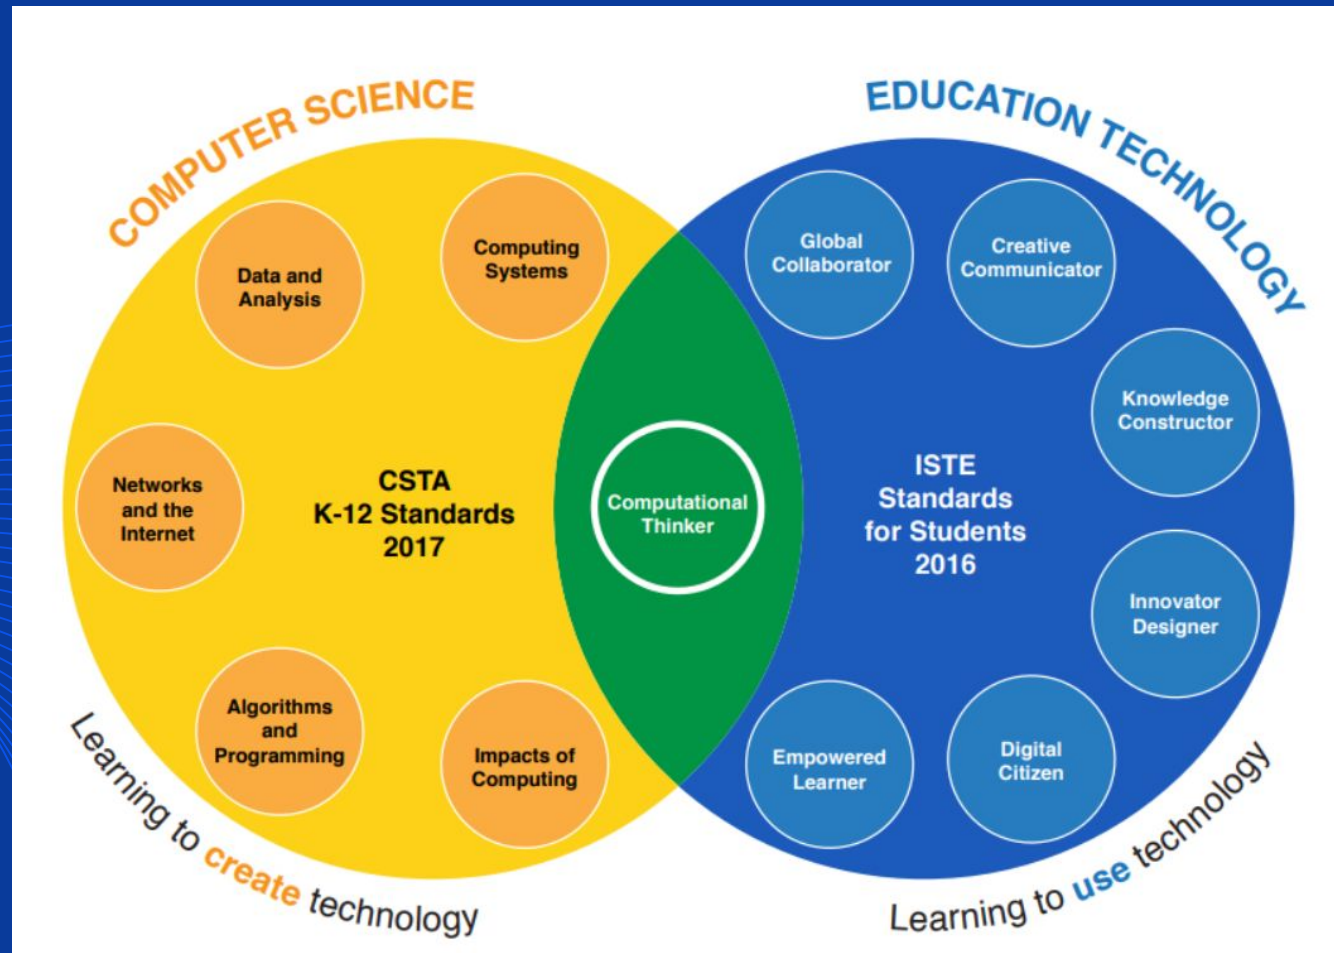 COMPUTER SCIENCE
EDUCATION TECHNOLOGY
Computing
Systems
Data and
Analysis
Networks
and the
Internet
CSTA
K-12 Standards
2017
Algorithms
and
Programming
Impacts of
Computing
Learning to create technology
Computational
Thinker
Global
Collaborator
Creative
Communicator
Knowledge
Constructor
ISTE
Standards
for Students
2016
Innovator
Designer
Empowered
Learner
Digital
Citizen
Learning to use technology